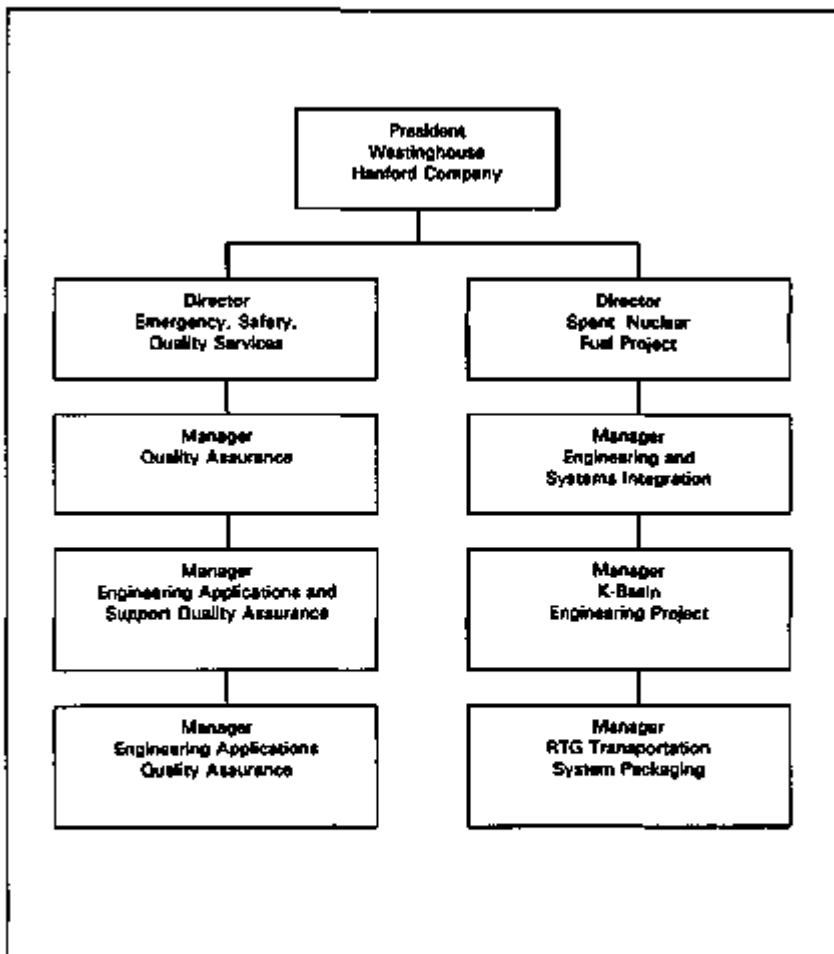 President
Westinghouse
Hanford Company
Director
Emergency, Safety,
Quality Services
Director
Spent Nuclear
Fuel Project
Manager
Quality Assurance
Manager
Engineering and
Systems Integration
Manager
Engineering Applications and
Support Quality Assurance
Manager
K-Basin
Engineering Project
Manager
Engineering Applications
Quality Assurance
Manager
RTG Transportation
System Packaging